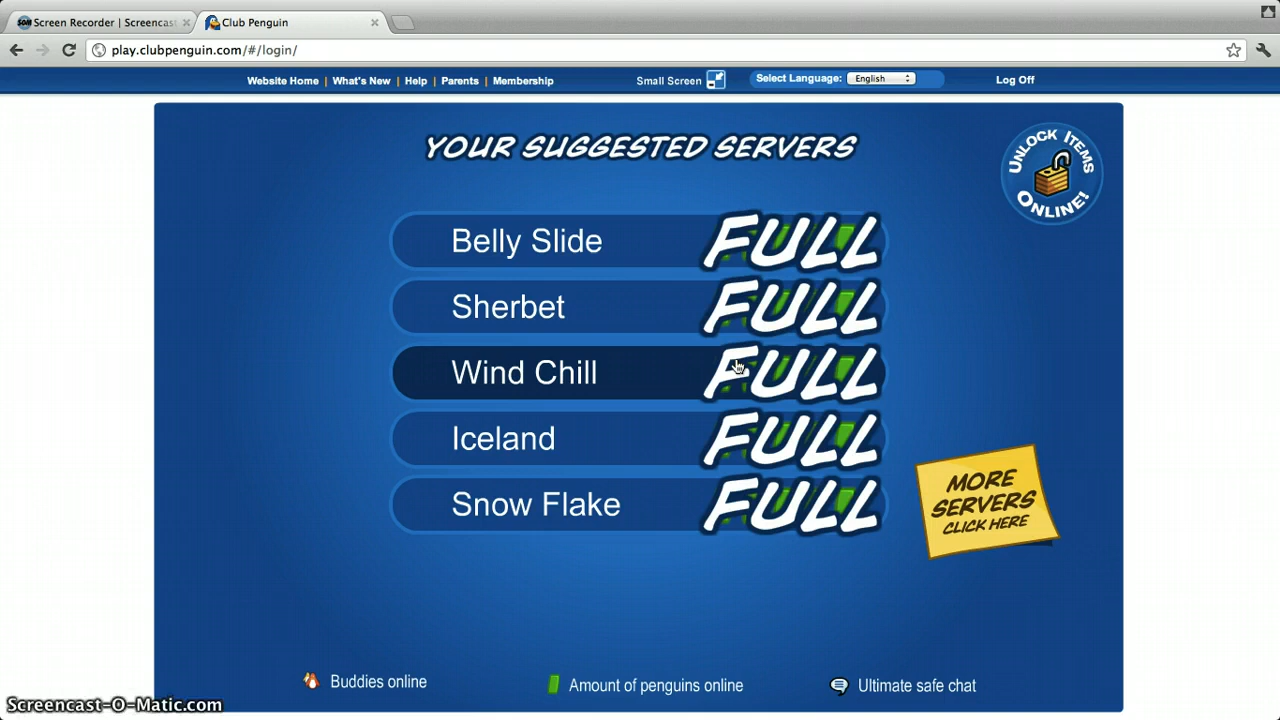 Screen Recorder | Screencast
Club Penguin
play.clubpenguin.com/#/login/
Website Home | What's New | Help | Parents | Membership
Small Screen
Select Language: English
Log Off
YOUR SUGGESTED SERVERS
UNLOCK ITEMS
ONLINE!
Belly Slide FULL
Sherbet FULL
Wind Chill FULL
Iceland FULL
Snow Flake FULL
MORE
SERVERS
CLICK HERE
Buddies online
Amount of penguins online
Ultimate safe chat
Screencast-O-Matic.com